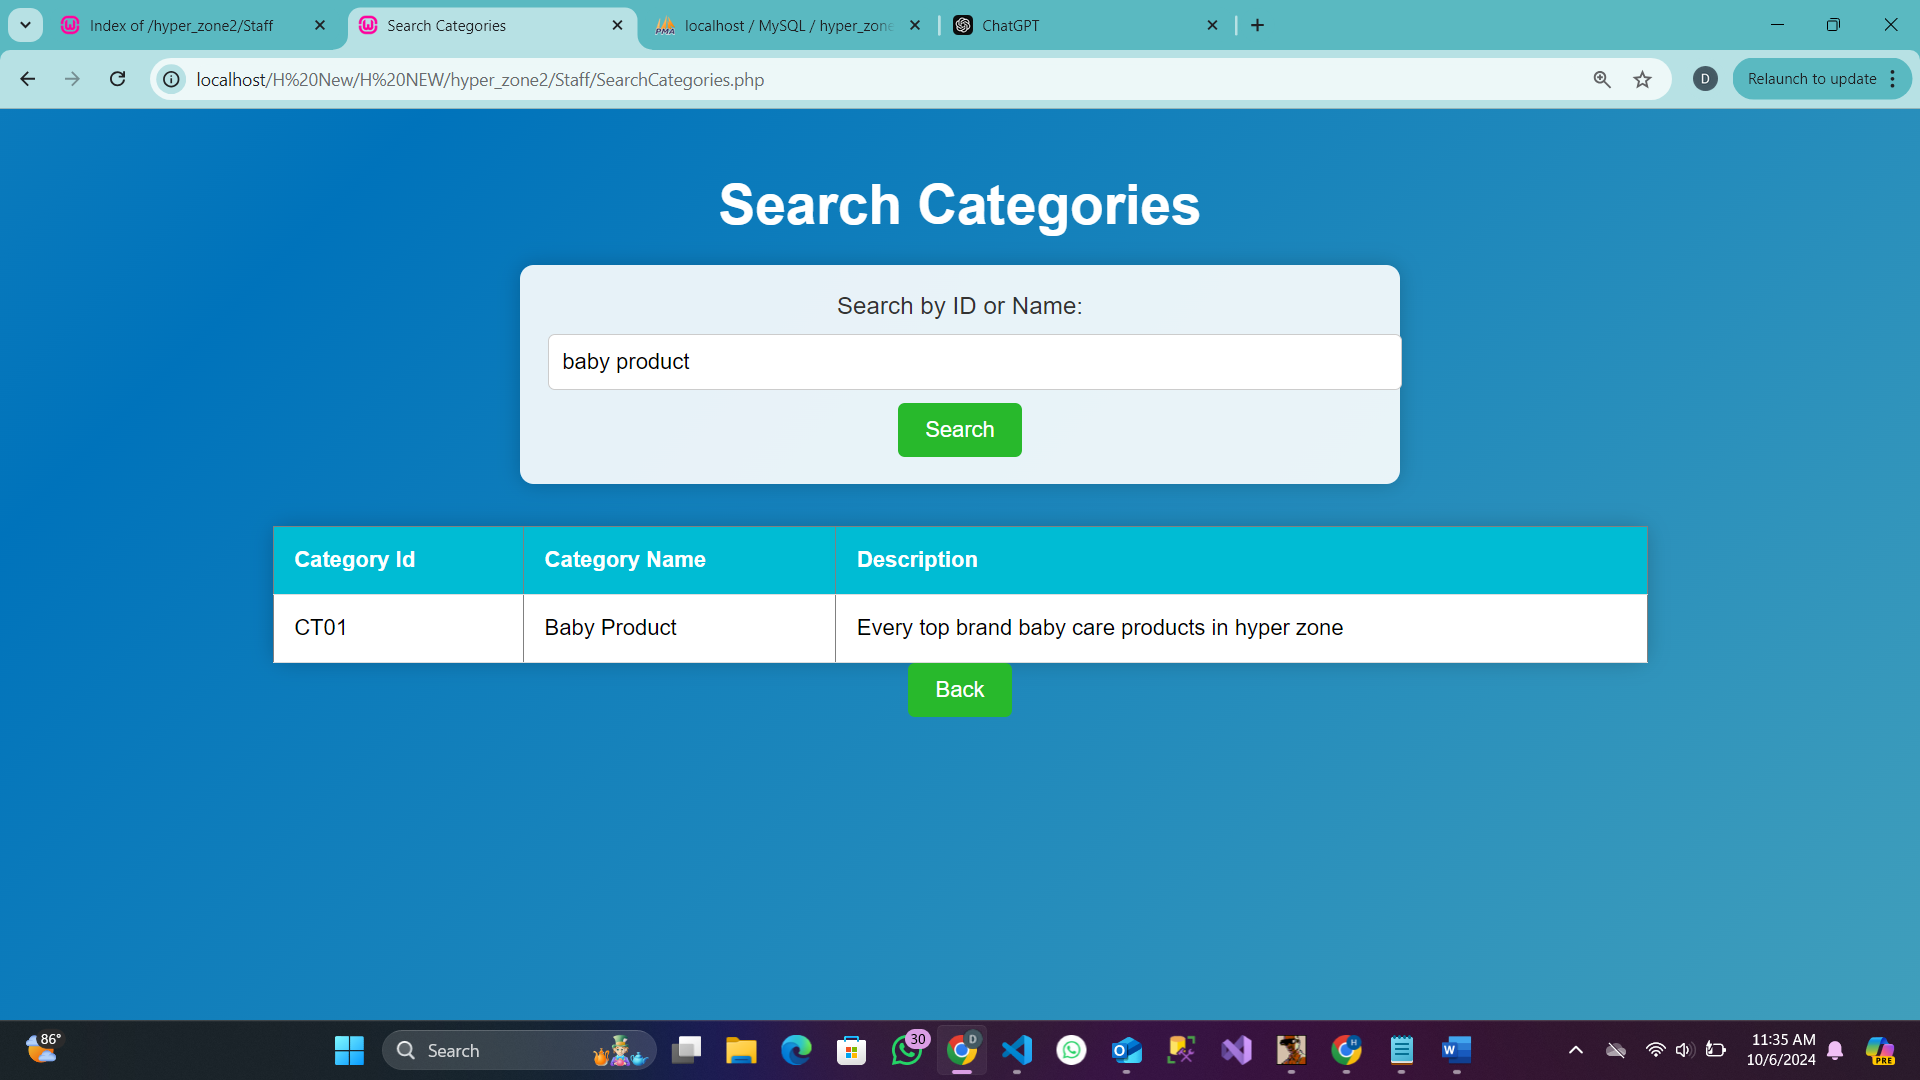 Index of /hyper_zone2/Staff
Search Categories
localhost / MySQL / hyper_zone
ChatGPT
localhost/H%20New/H%20NEW/hyper_zone2/Staff/SearchCategories.php
D
Relaunch to update
Search Categories
Search by ID or Name:
baby product
Search
Category Id Category Name Description
CT01 Baby Product Every top brand baby care products in hyper zone
Back
86°
Search
30
D
H
11:35 AM
10/6/2024
PRE